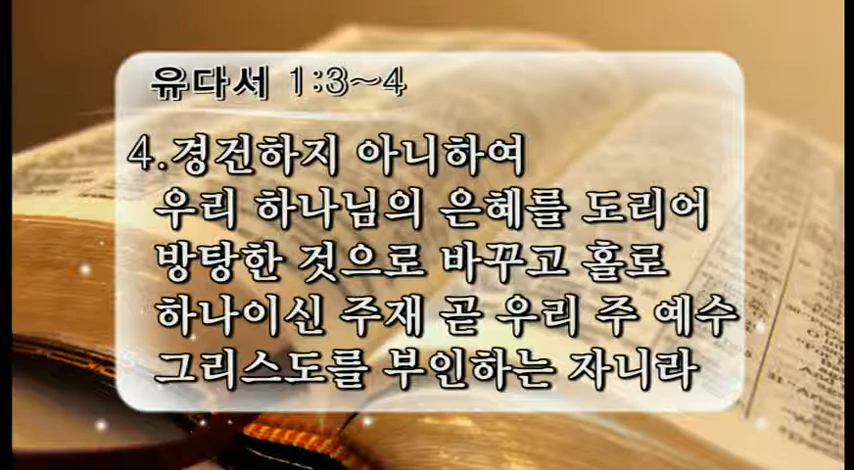 유다서 1:3~4
4.경건하지 아니하여
우리 하나님의 은혜를 도리어
방탕한 것으로 바꾸고 홀로
하나이신 주재 곧 우리 주 예수
그리스도를 부인하는 자니라